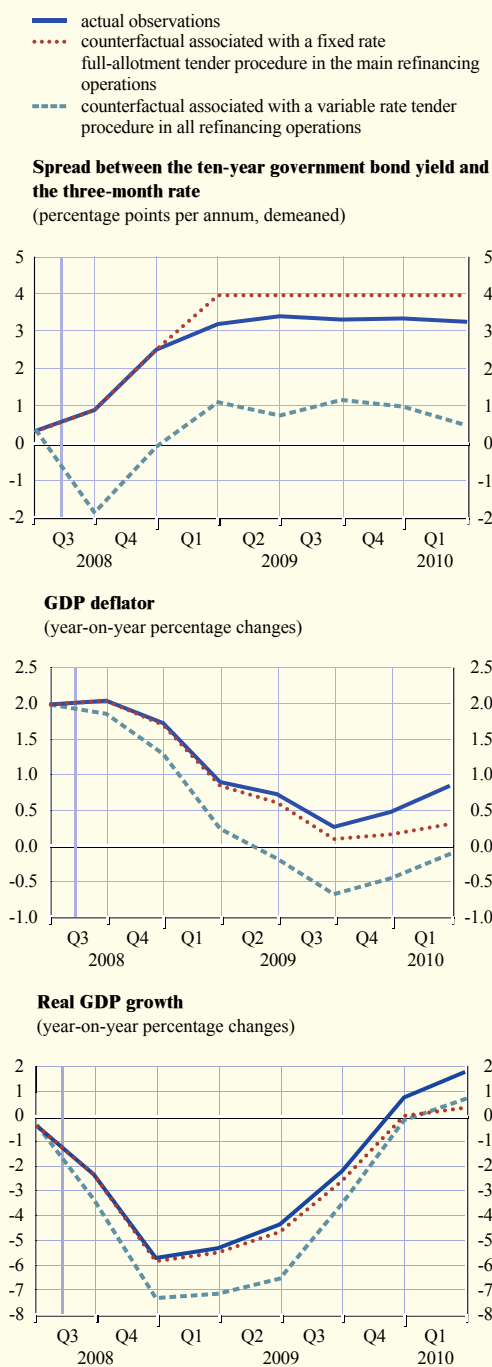 actual observations
counterfactual associated with a fixed rate
full-allotment tender procedure in the main refinancing
operations
counterfactual associated with a variable rate tender
procedure in all refinancing operations
Spread between the ten-year government bond yield and
the three-month rate
(percentage points per annum, demeaned)
5 5
4 4
3 3
2 2
1 1
0 0
-1 -1
-2 -2
Q3 Q4 Q1 Q2 Q3 Q4 Q1
2008 2009 2010
GDP deflator
(year-on-year percentage changes)
2.5 2.5
2.0 2.0
1.5 1.5
1.0 1.0
0.5 0.5
0.0 0.0
-0.5 -0.5
-1.0 -1.0
Q3 Q4 Q1 Q2 Q3 Q4 Q1
2008 2009 2010
Real GDP growth
(year-on-year percentage changes)
2 2
1 1
0 0
-1 -1
-2 -2
-3 -3
-4 -4
-5 -5
-6 -6
-7 -7
-8 -8
Q3 Q4 Q1 Q2 Q3 Q4 Q1
2008 2009 2010